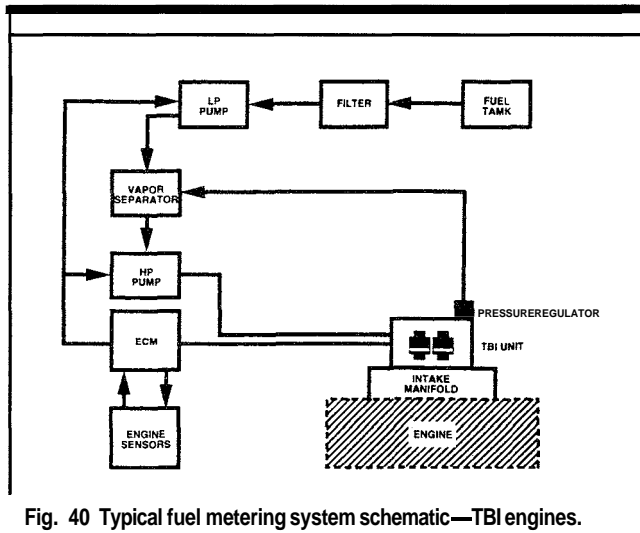 LP
PUMP
FILTER
FUEL
TAMK
VAPOR
SEPARATOR
HP
PUMP
PRESSUREREGULATOR
ECM
TBI UNIT
INTAKE
MANIFOLD
ENGINE
SENSORS
ENGINE
Fig. 40 Typical fuel metering system schematic—TBI engines.